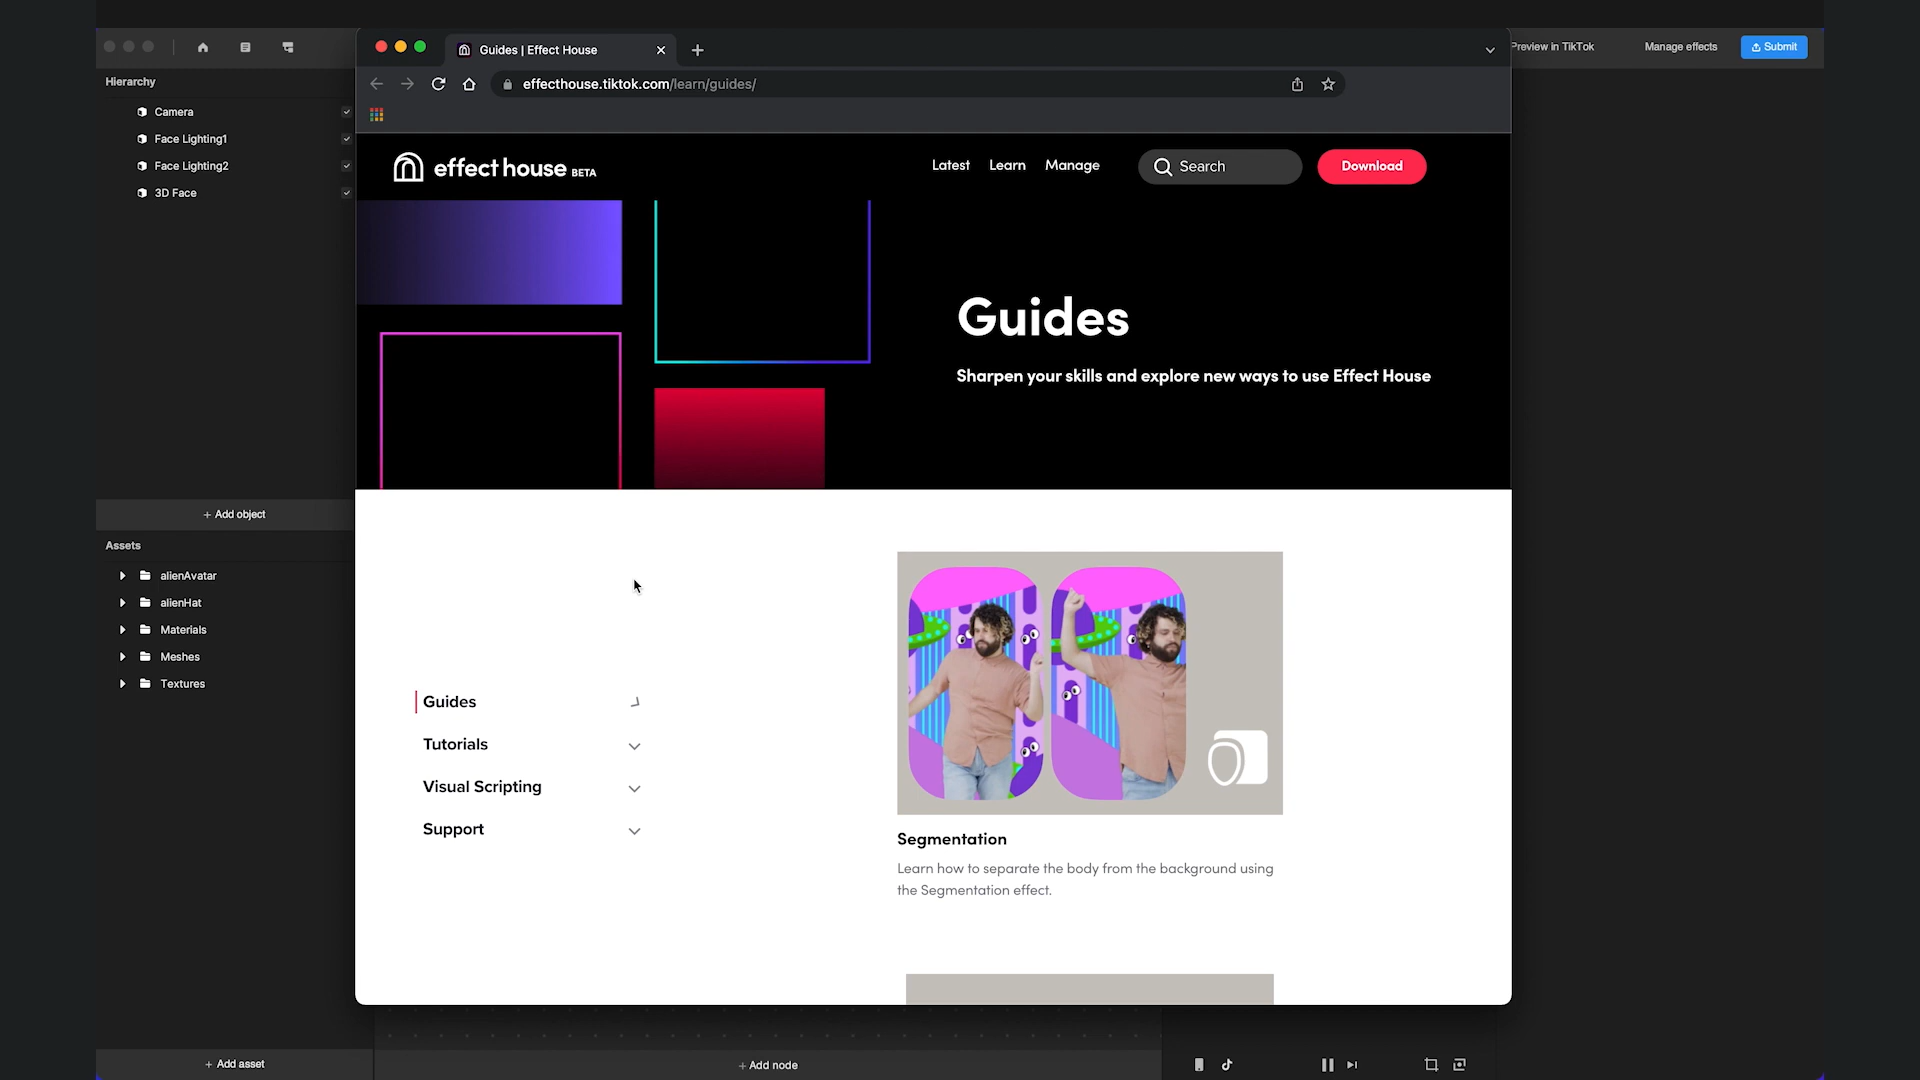 Hierarchy
Camera
Face Lighting1
Face Lighting2
3D Face
+ Add object
Assets
alienAvatar
alienHat
Materials
Meshes
Textures
+ Add asset
Guides | Effect House
effecthouse.tiktok.com/learn/guides/
Preview in TikTok
Manage effects
Submit
effect house BETA
Latest
Learn
Manage
Search
Download
Guides
Sharpen your skills and explore new ways to use Effect House
Guides
Tutorials
Visual Scripting
Support
Segmentation
Learn how to separate the body from the background using
the Segmentation effect.
+ Add node